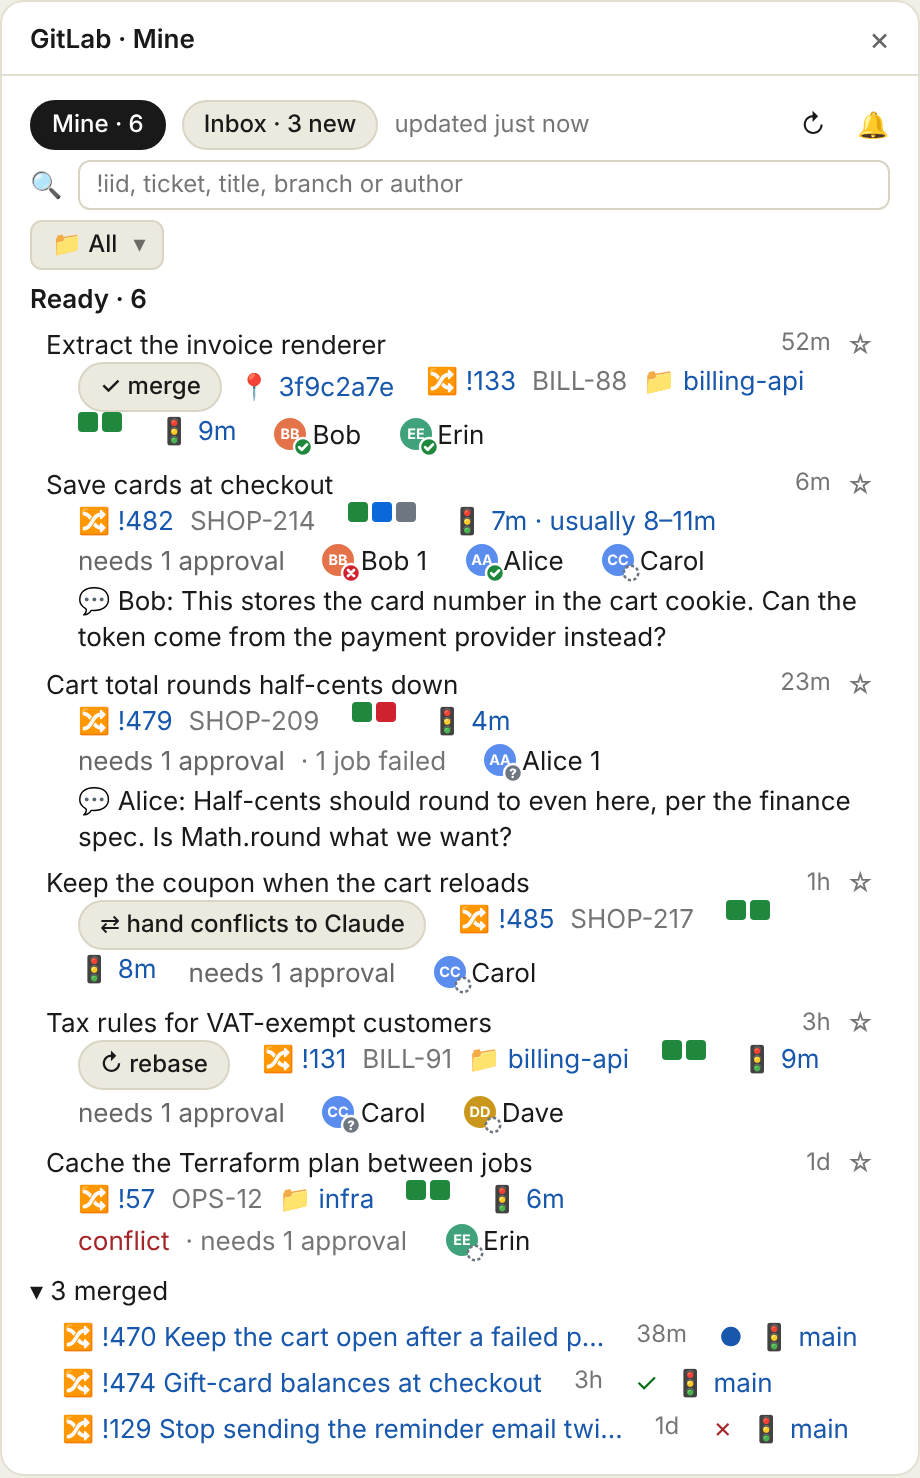 GitLab · Mine ×
Mine · 6 Inbox · 3 new updated just now
!iid, ticket, title, branch or author
All ▾
Ready · 6
Extract the invoice renderer 52m ☆
✓ merge 3f9c2a7e !133 BILL-88 billing-api
9m BB Bob EE Erin
Save cards at checkout 6m ☆
!482 SHOP-214 7m · usually 8–11m
needs 1 approval BB Bob 1 AA Alice CC Carol
Bob: This stores the card number in the cart cookie. Can the
token come from the payment provider instead?
Cart total rounds half-cents down 23m ☆
!479 SHOP-209 4m
needs 1 approval · 1 job failed AA ? Alice 1
Alice: Half-cents should round to even here, per the finance
spec. Is Math.round what we want?
Keep the coupon when the cart reloads 1h ☆
⇄ hand conflicts to Claude !485 SHOP-217
8m needs 1 approval CC Carol
Tax rules for VAT-exempt customers 3h ☆
↻ rebase !131 BILL-91 billing-api 9m
needs 1 approval CC ? Carol DD Dave
Cache the Terraform plan between jobs 1d ☆
!57 OPS-12 infra 6m
conflict · needs 1 approval EE Erin
▾ 3 merged
!470 Keep the cart open after a failed p… 38m ● main
!474 Gift-card balances at checkout 3h ✓ main
!129 Stop sending the reminder email twi… 1d × main